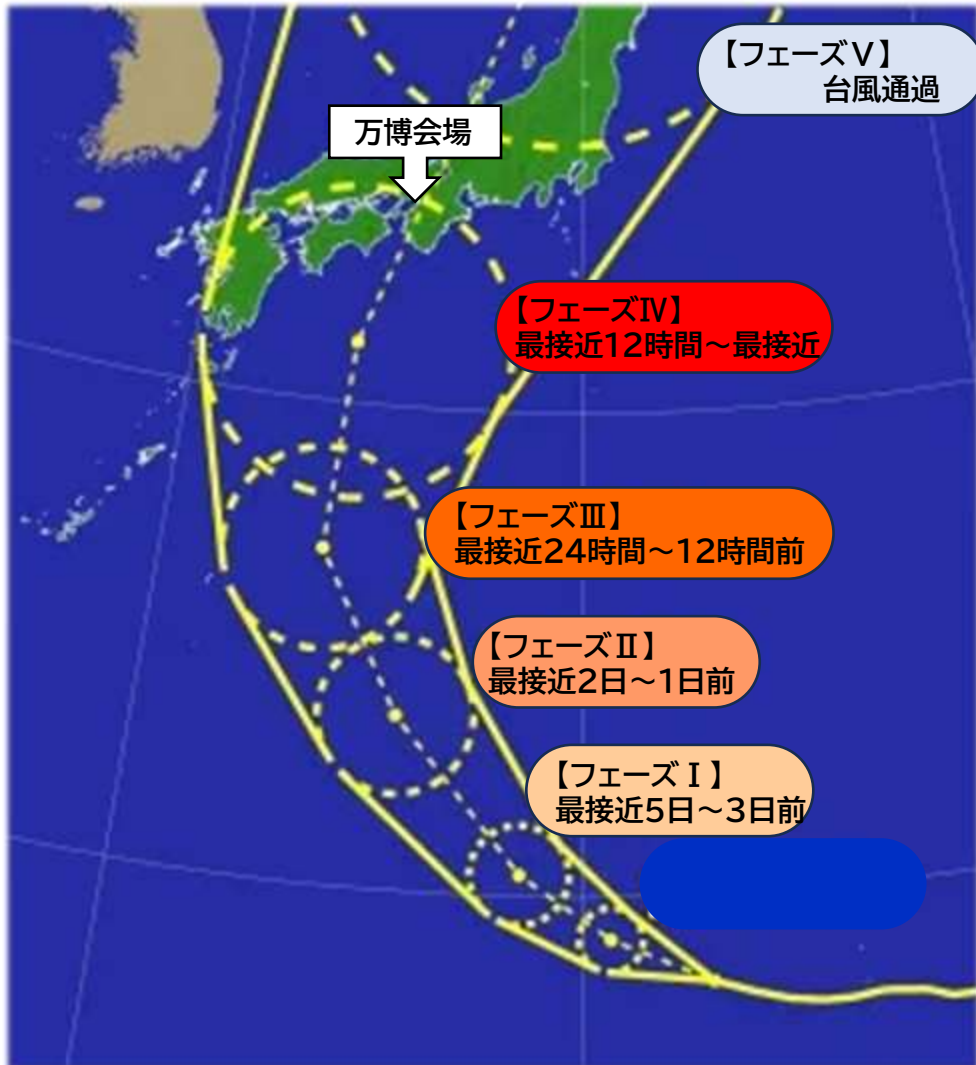 【フェーズⅤ】
台風通過
万博会場
【フェーズⅣ】
最接近12時間～最接近
【フェーズⅢ】
最接近24時間～12時間前
【フェーズⅡ】
最接近2日～1日前
【フェーズⅠ】
最接近5日～3日前